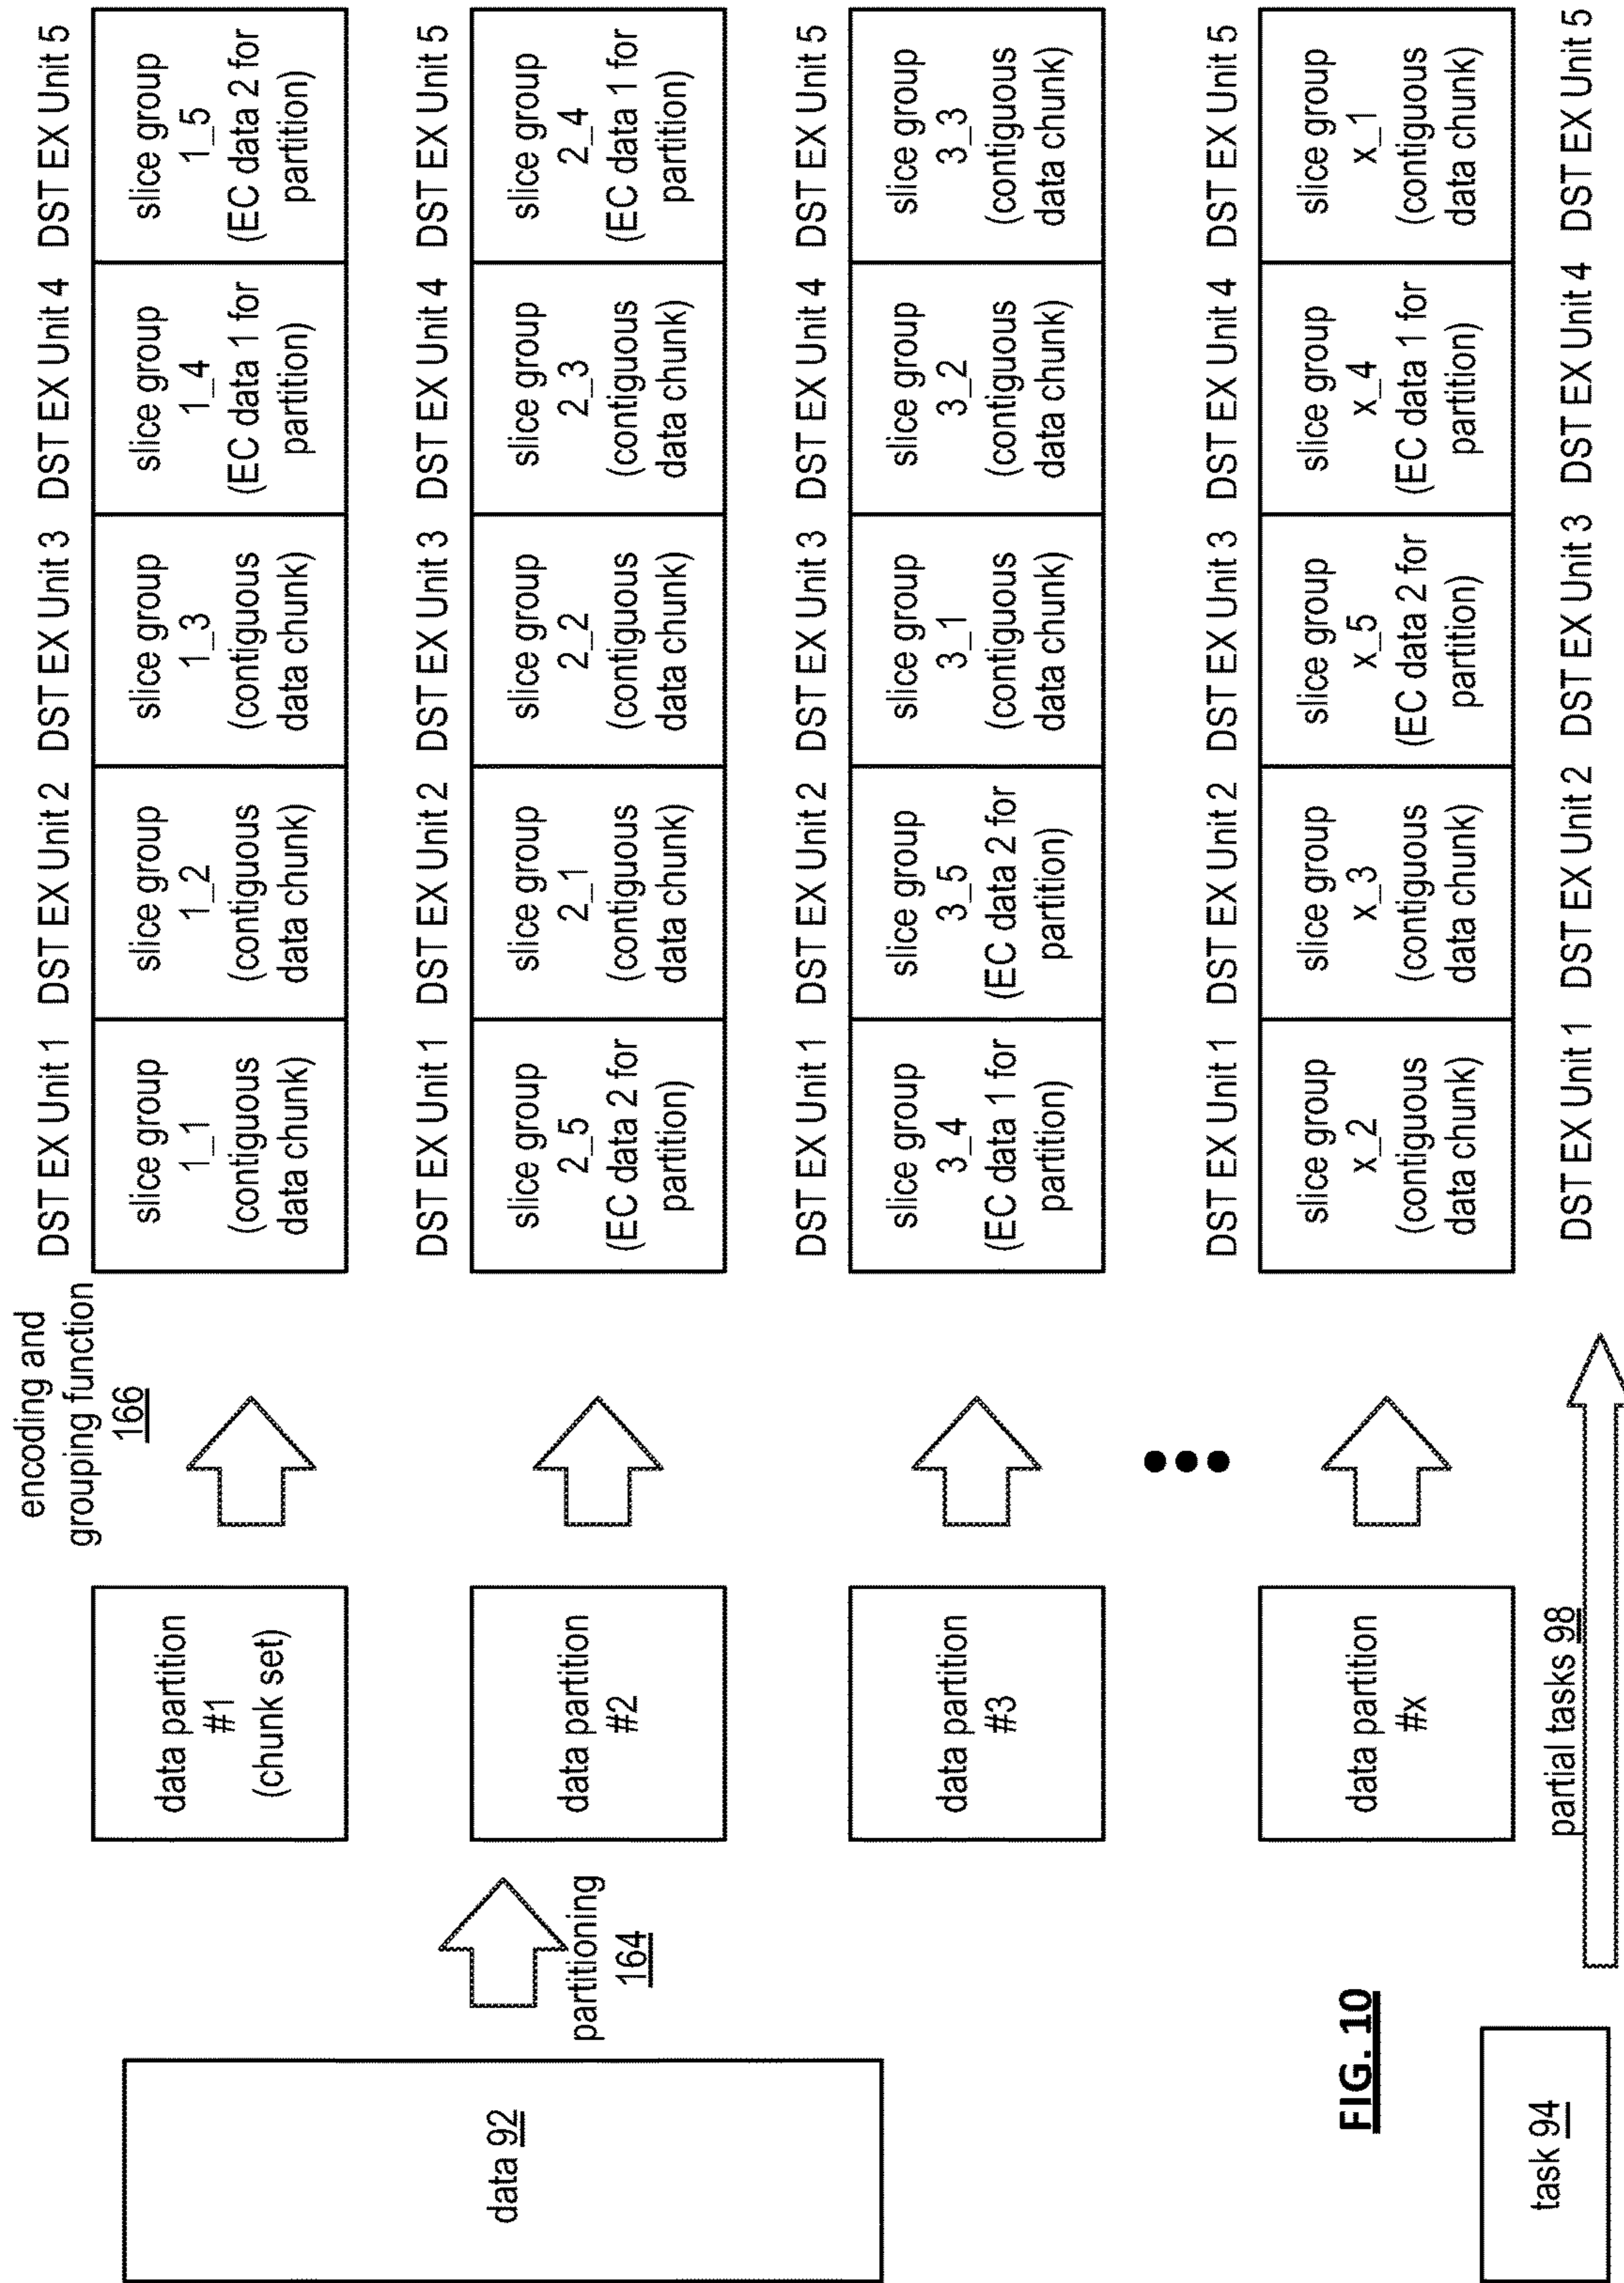 data 92
partitioning
164
data partition
#1
(chunk set)
data partition
#2
data partition
#3
data partition
#x
encoding and
grouping function
166
DST EX Unit 1 DST EX Unit 2 DST EX Unit 3 DST EX Unit 4 DST EX Unit 5
slice group
1_1
(contiguous
data chunk)
slice group
1_2
(contiguous
data chunk)
slice group
1_3
(contiguous
data chunk)
slice group
1_4
(EC data 1 for
partition)
slice group
1_5
(EC data 2 for
partition)
DST EX Unit 1 DST EX Unit 2 DST EX Unit 3 DST EX Unit 4 DST EX Unit 5
slice group
2_5
(EC data 2 for
partition)
slice group
2_1
(contiguous
data chunk)
slice group
2_2
(contiguous
data chunk)
slice group
2_3
(contiguous
data chunk)
slice group
2_4
(EC data 1 for
partition)
DST EX Unit 1 DST EX Unit 2 DST EX Unit 3 DST EX Unit 4 DST EX Unit 5
slice group
3_4
(EC data 1 for
partition)
slice group
3_5
(EC data 2 for
partition)
slice group
3_1
(contiguous
data chunk)
slice group
3_2
(contiguous
data chunk)
slice group
3_3
(contiguous
data chunk)
DST EX Unit 1 DST EX Unit 2 DST EX Unit 3 DST EX Unit 4 DST EX Unit 5
slice group
x_2
(contiguous
data chunk)
slice group
x_3
(contiguous
data chunk)
slice group
x_5
(EC data 2 for
partition)
slice group
x_4
(EC data 1 for
partition)
slice group
x_1
(contiguous
data chunk)
FIG. 10
task 94
partial tasks 98
DST EX Unit 1 DST EX Unit 2 DST EX Unit 3 DST EX Unit 4 DST EX Unit 5